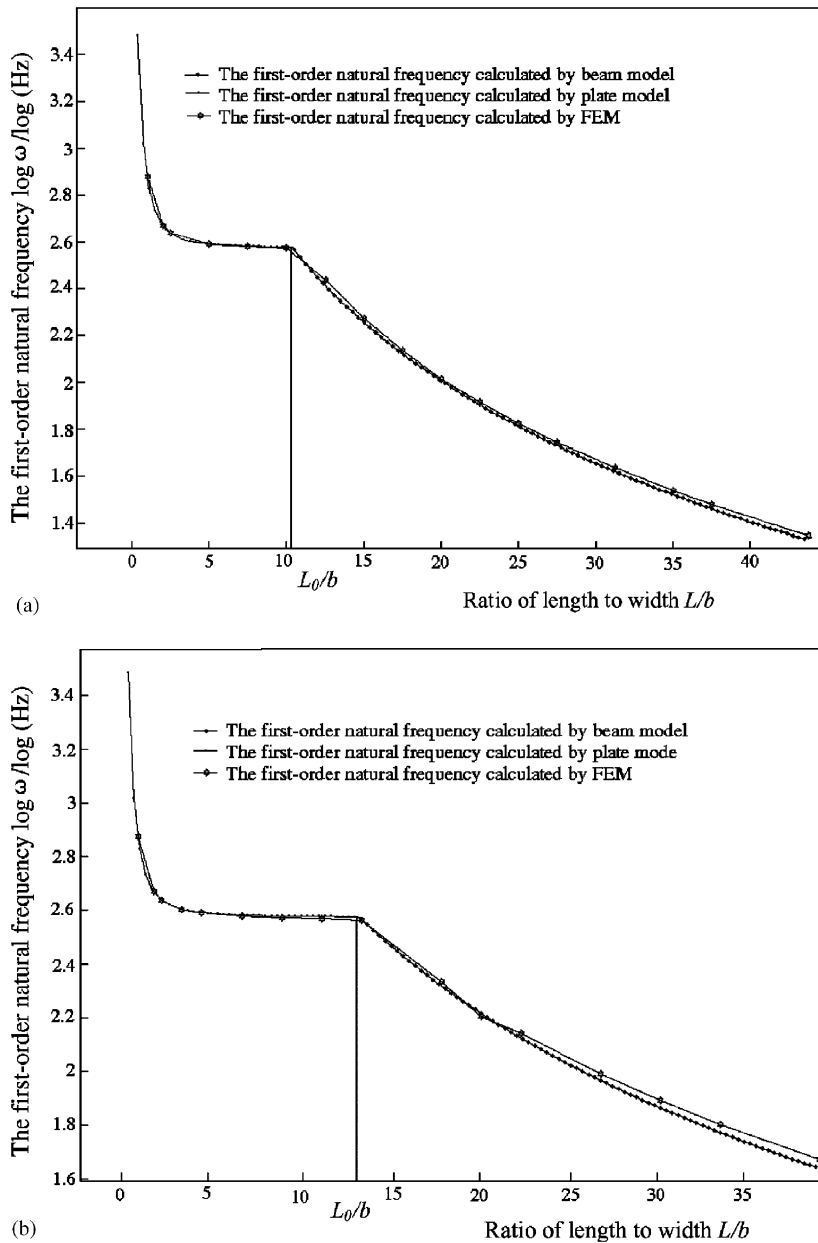 3.4
3.2
3
2.8
2.6
2.4
2.2
2
1.8
1.6
1.4
The first-order natural frequency log ω/log (Hz)
The first-order natural frequency calculated by beam model
The first-order natural frequency calculated by plate model
The first-order natural frequency calculated by FEM
0 5 10 15 20 25 30 35 40
L0/b
Ratio of length to width L/b
(a)
3.4
3.2
3
2.8
2.6
2.4
2.2
2
1.8
1.6
The first-order natural frequency log ω/log (Hz)
The first-order natural frequency calculated by beam model
The first-order natural frequency calculated by plate mode
The first-order natural frequency calculated by FEM
0 5 10 15 20 25 30 35
L0/b
Ratio of length to width L/b
(b)